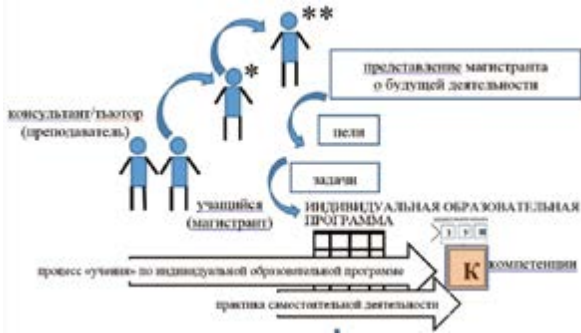 **
*
представление магистранта
о будущей деятельности
консультант/тьютор
(преподаватель)
цели
задачи
учащийся
(магистрант)
ИНДИВИДУАЛЬНАЯ ОБРАЗОВАТЕЛЬНАЯ
ПРОГРАММА
К
компетенции
процесс «учения» по индивидуальной образовательной программе
практика самостоятельной деятельности